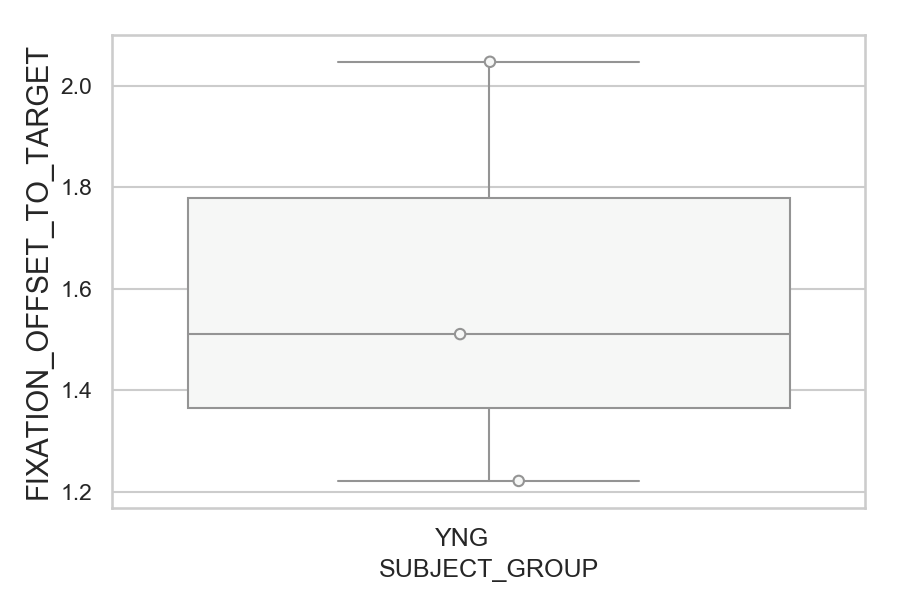 FIXATION_OFFSET_TO_TARGET
2.0
1.8
1.6
1.4
1.2
YNG
SUBJECT_GROUP